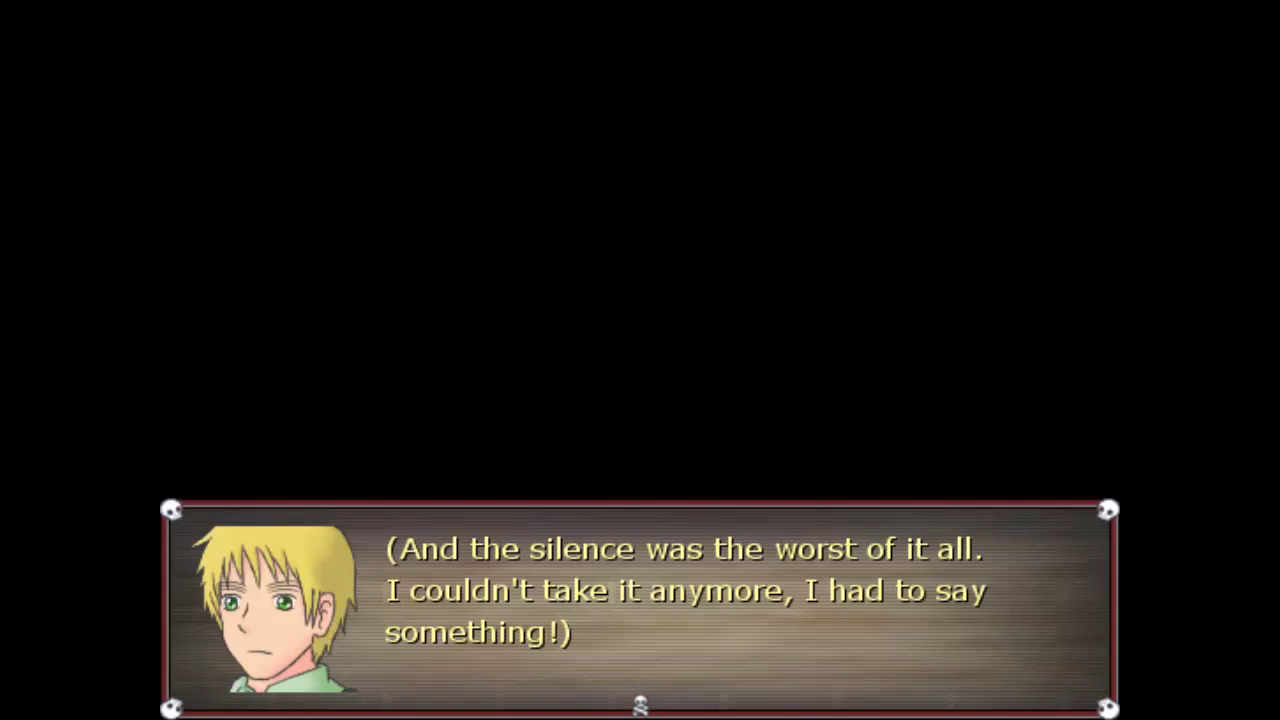 (And the silence was the worst of it all.
I couldn't take it anymore, I had to say
something!)